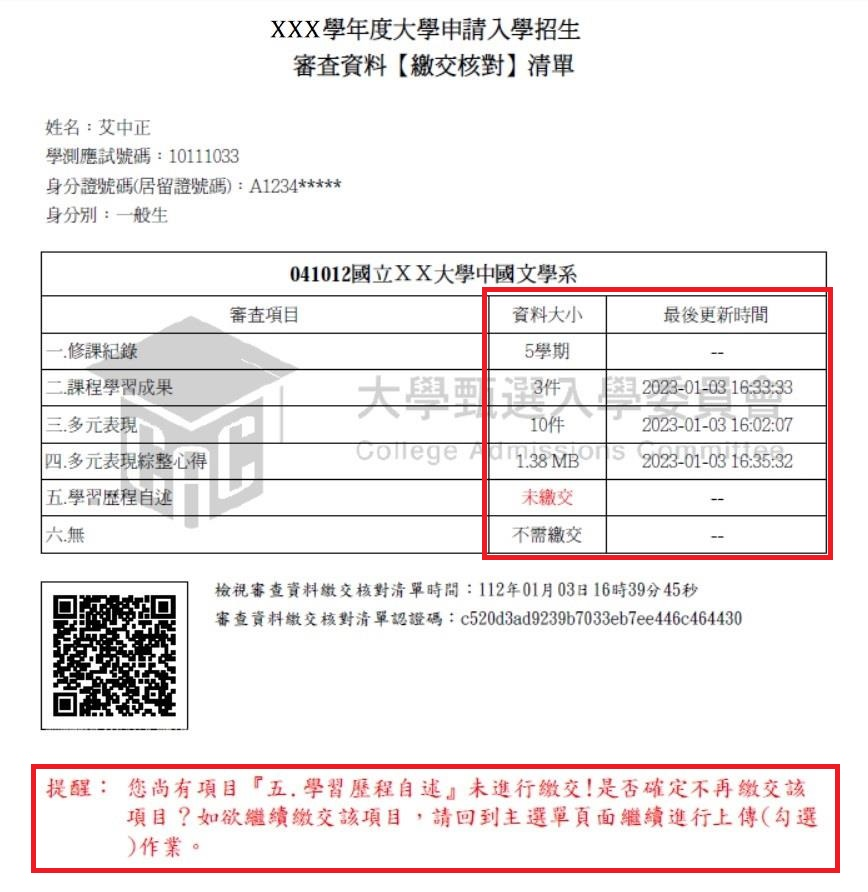 XXX學年度大學申請入學招生
審查資料【繳交核對】清單
姓名：艾中正
學測應試號碼：10111033
身分證號碼(居留證號碼)：A1234*****
身分別：一般生
041012國立ＸＸ大學中國文學系
審查項目 資料大小 最後更新時間
一.修課紀錄 5學期 --
二.課程學習成果 3件 2023-01-03 16:33:33
大學甄選入學委員會
三.多元表現 10件 2023-01-03 16:02:07
College Admissions Committee
四.多元表現綜整心得 1.38 MB 2023-01-03 16:35:32
CAC
五.學習歷程自述 未繳交 --
六.無 不需繳交 --
檢視審查資料繳交核對清單時間：112年01月03日16時39分45秒
審查資料繳交核對清單認證碼：c520d3ad9239b7033eb7ee446c464430
提醒： 您尚有項目『五.學習歷程自述』未進行繳交!是否確定不再繳交該
項目？如欲繼續繳交該項目，請回到主選單頁面繼續進行上傳(勾選
)作業。